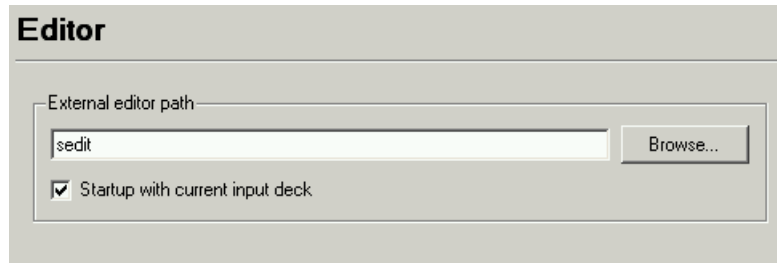 Editor
External editor path
sedit
Browse...
Startup with current input deck